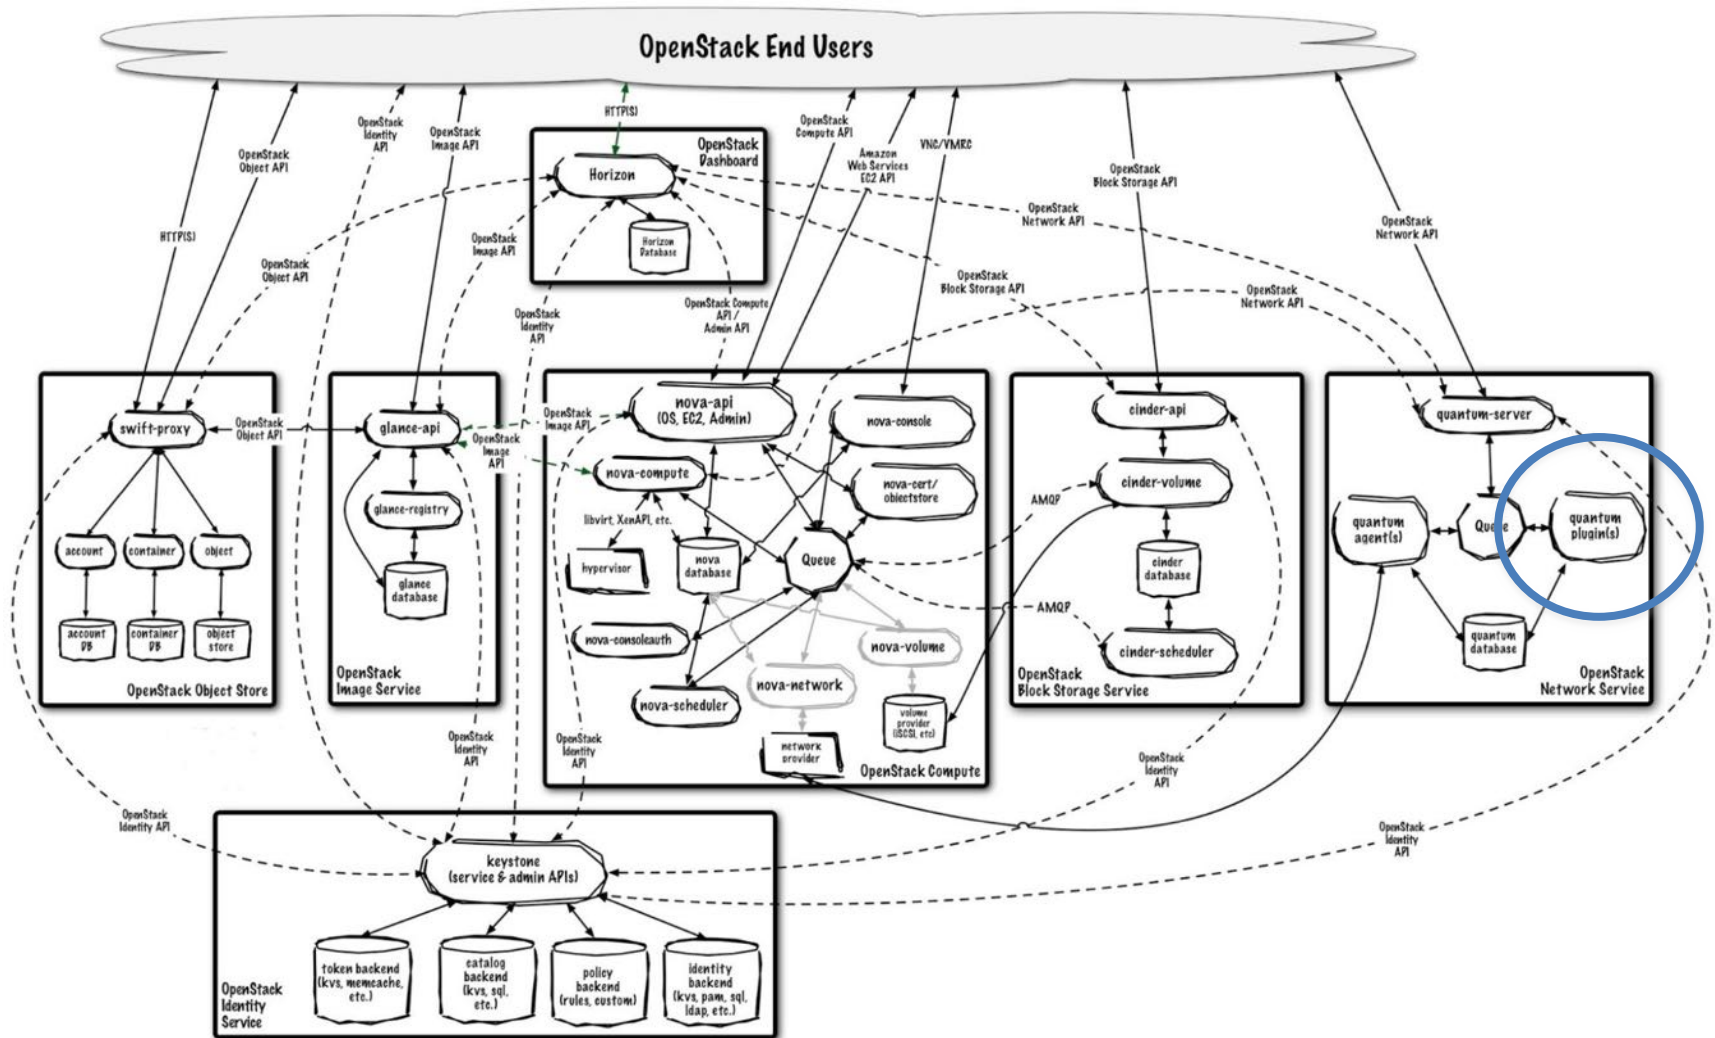 OpenStack End Users
HTTP(S)
OpenStack
Object API
OpenStack
Identity
API
OpenStack
Image API
HTTP(S)
OpenStack
Compute API
Amazon
Web Services
EC2 API
VNC/VMRC
OpenStack
Block Storage API
OpenStack
Network API
OpenStack
Dashboard
Horizon
Horizon
Database
OpenStack
Object API
OpenStack
Image API
OpenStack
Identity
API
OpenStack Compute
API /
Admin API
OpenStack
Network API
OpenStack
Block Storage API
OpenStack
Network API
swift-proxy
OpenStack
Object API
account
container
object
account
DB
container
DB
object
store
OpenStack Object Store
glance-api
glance-registry
glance
database
OpenStack
Image Service
OpenStack
Image API
OpenStack
Image
API
nova-api
(OS, EC2, Admin)
nova-console
nova-compute
nova-cert/
objectstore
libvirt, XenAPI, etc.
hypervisor
nova
database
Queue
nova-consoleauth
nova-volume
nova-network
nova-scheduler
volume
provider
(iSCSI, etc)
network
provider
OpenStack Compute
AMQP
AMQP
cinder-api
cinder-volume
cinder
database
cinder-scheduler
OpenStack
Block Storage Service
quantum-server
quantum
agent(s)
Queue
quantum
plugin(s)
quantum
database
OpenStack
Network Service
OpenStack
Identity API
OpenStack
Identity
API
OpenStack
Identity
API
OpenStack
Identity
API
OpenStack
Identity
API
keystone
(service & admin APIs)
token backend
(kvs, memcache,
etc.)
catalog
backend
(kvs, sql,
etc.)
policy
backend
(rules, custom)
identity
backend
(kvs, pam, sql,
ldap, etc.)
OpenStack
Identity
Service